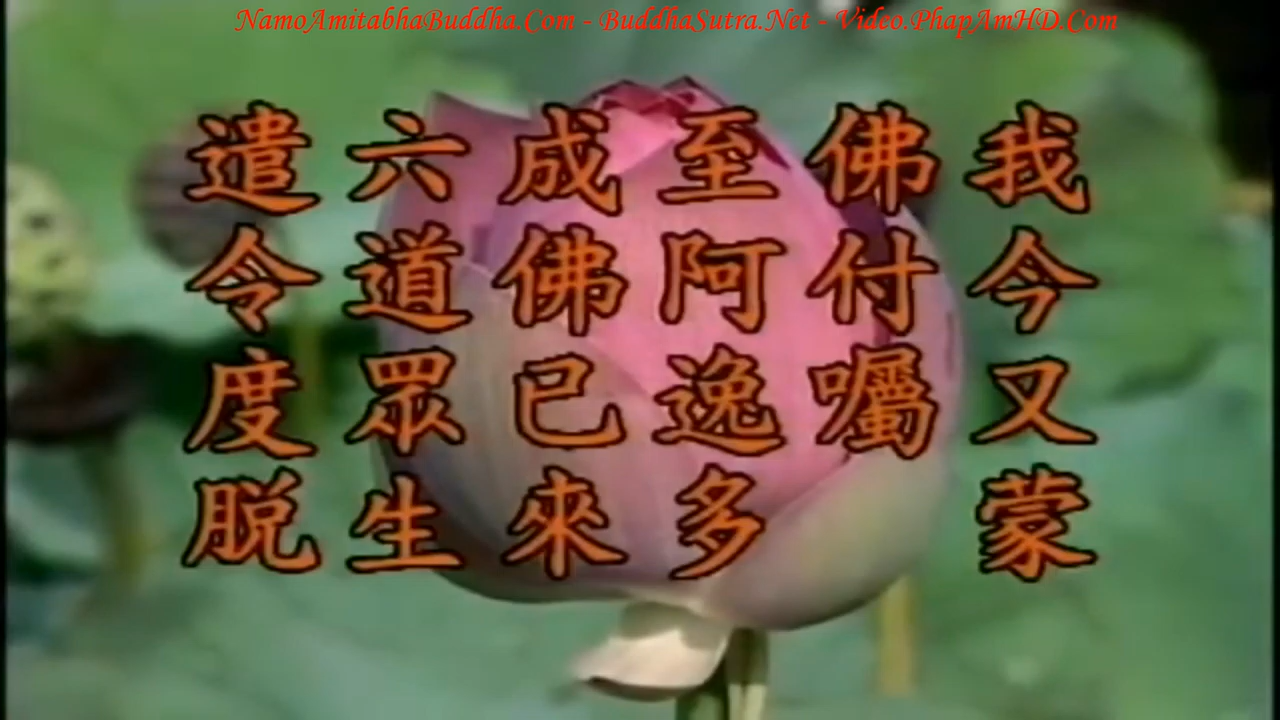 NamoAmitabhaBuddha.Com - BuddhaSutra.Net - Video.PhapAmHD.Com
我今又蒙
佛付囑
至阿逸多
成佛已來
六道眾生
遣令度脱